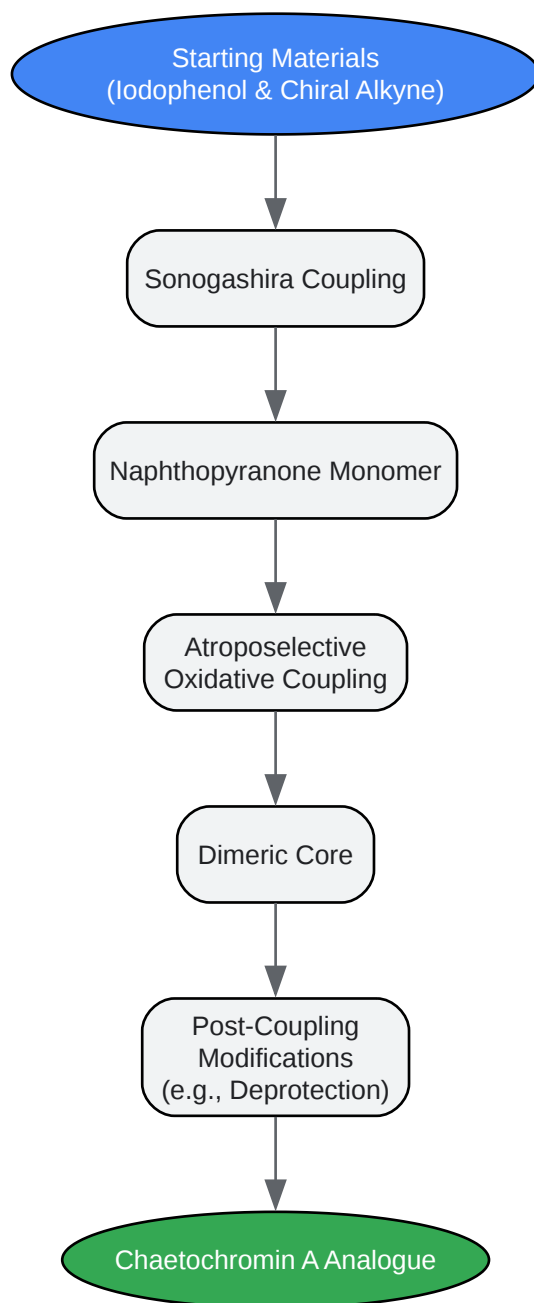 Starting Materials
(Iodophenol & Chiral Alkyne)
Sonogashira Coupling
Naphthopyranone Monomer
Atroposelective
Oxidative Coupling
Dimeric Core
Post-Coupling
Modifications
(e.g., Deprotection)
Chaetochromin A Analogue